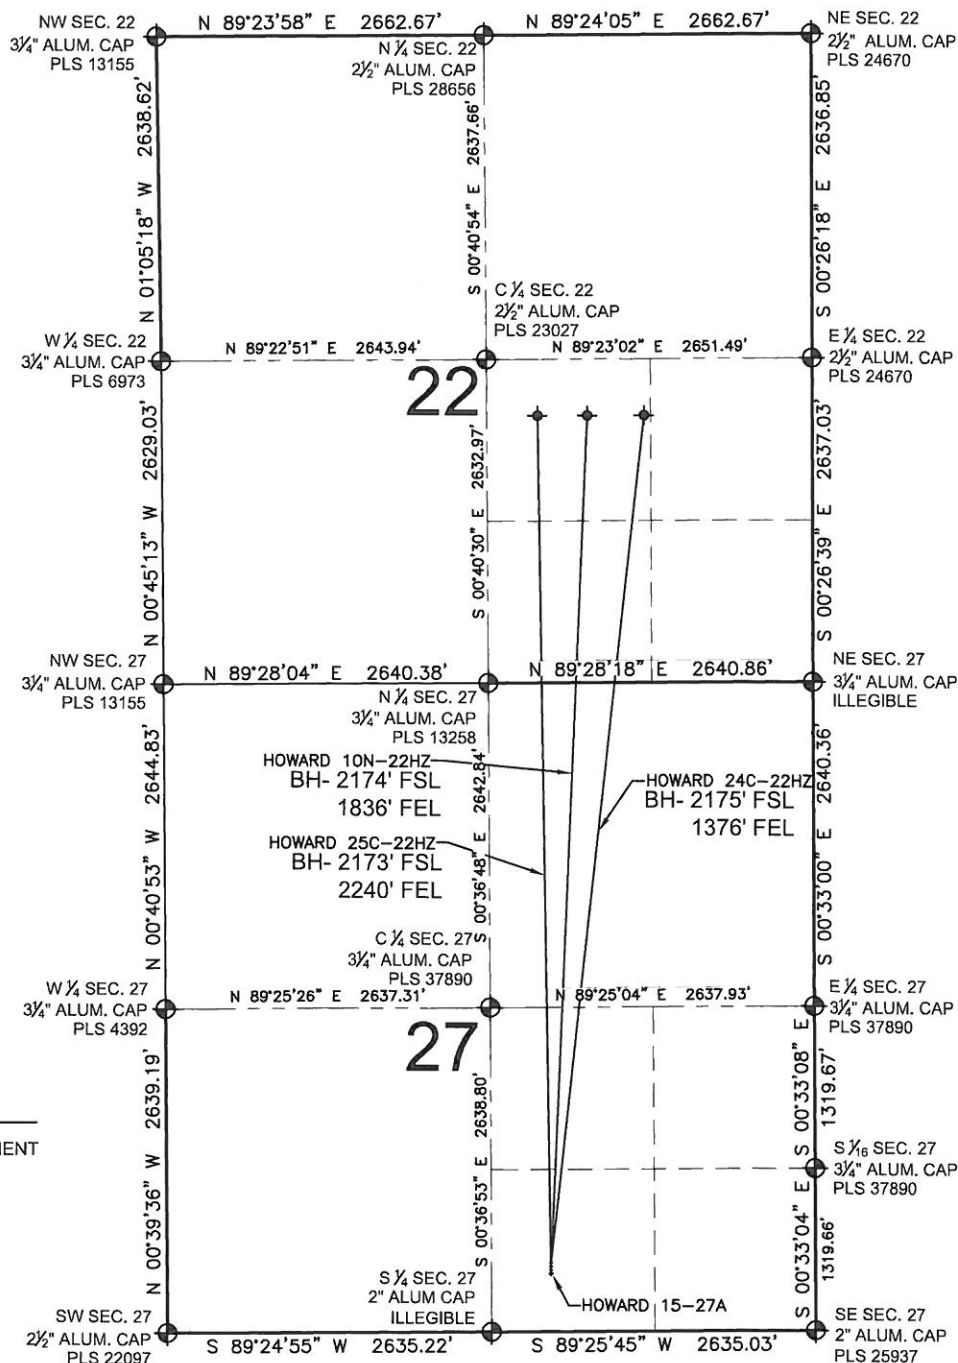 NW SEC. 22
3¼" ALUM. CAP
PLS 13155
N 89°23'58" E 2662.67'
N ¼ SEC. 22
2½" ALUM. CAP
PLS 28656
N 89°24'05" E 2662.67'
NE SEC. 22
2½" ALUM. CAP
PLS 24670
N 01°05'18" W 2638.62'
S 00°40'54" E 2637.66'
S 00°26'18" E 2636.85'
C ¼ SEC. 22
2½" ALUM. CAP
PLS 23027
W ¼ SEC. 22
3¼" ALUM. CAP
PLS 6973
N 89°22'51" E 2643.94'
N 89°23'02" E 2651.49'
E ¼ SEC. 22
2½" ALUM. CAP
PLS 24670
22
N 00°45'13" W 2629.03'
S 00°40'30" E 2632.97'
S 00°26'39" E 2637.03'
NW SEC. 27
3¼" ALUM. CAP
PLS 13155
N 89°28'04" E 2640.38'
N ¼ SEC. 27
3¼" ALUM. CAP
PLS 13258
N 89°28'18" E 2640.86'
NE SEC. 27
3¼" ALUM. CAP
ILLEGIBLE
HOWARD 10N-22HZ
BH- 2174' FSL
1836' FEL
HOWARD 24C-22HZ
BH- 2175' FSL
1376' FEL
HOWARD 25C-22HZ
BH- 2173' FSL
2240' FEL
N 00°40'53" W 2644.83'
S 00°36'48" E 2642.84'
S 00°33'00" E 2640.36'
C ¼ SEC. 27
3¼" ALUM. CAP
PLS 37890
W ¼ SEC. 27
3¼" ALUM. CAP
PLS 4392
N 89°25'26" E 2637.31'
N 89°25'04" E 2637.93'
E ¼ SEC. 27
3¼" ALUM. CAP
PLS 37890
27
N 00°39'36" W 2639.19'
S 00°36'53" E 2638.80'
S 00°33'08" E
1319.67'
IENT
S 1⁄16 SEC. 27
3¼" ALUM. CAP
PLS 37890
S 00°33'04" E
1319.66'
S ¼ SEC. 27
2" ALUM CAP
ILLEGIBLE
HOWARD 15-27A
SW SEC. 27
2½" ALUM. CAP
PLS 22097
S 89°24'55" W 2635.22'
S 89°25'45" W 2635.03'
SE SEC. 27
2" ALUM. CAP
PLS 25937